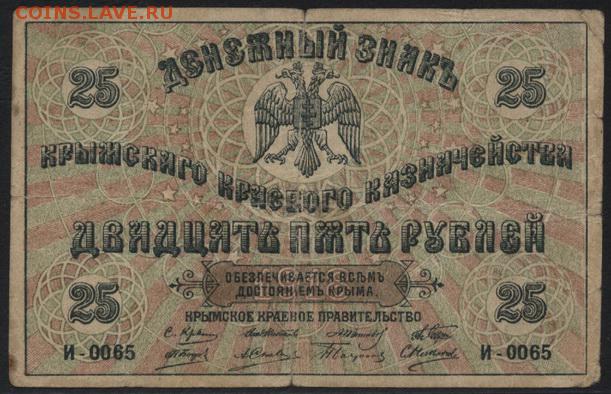 COINS.LAVE.RU
ДЕНЕЖНЫЙ ЗНАКЪ
25 25
КРЫМСКАГО КРАЕВОГО КАЗНАЧЕЙСТВА
ДВАДЦАТЬ ПЯТЬ РУБЛЕЙ
ОБЕЗПЕЧИВАЕТСЯ ВСѢМЪ
ДОСТОЯНІЕМЪ КРЫМА.
25 25
КРЫМСКОЕ КРАЕВОЕ ПРАВИТЕЛЬСТВО
И-0065 И-0065